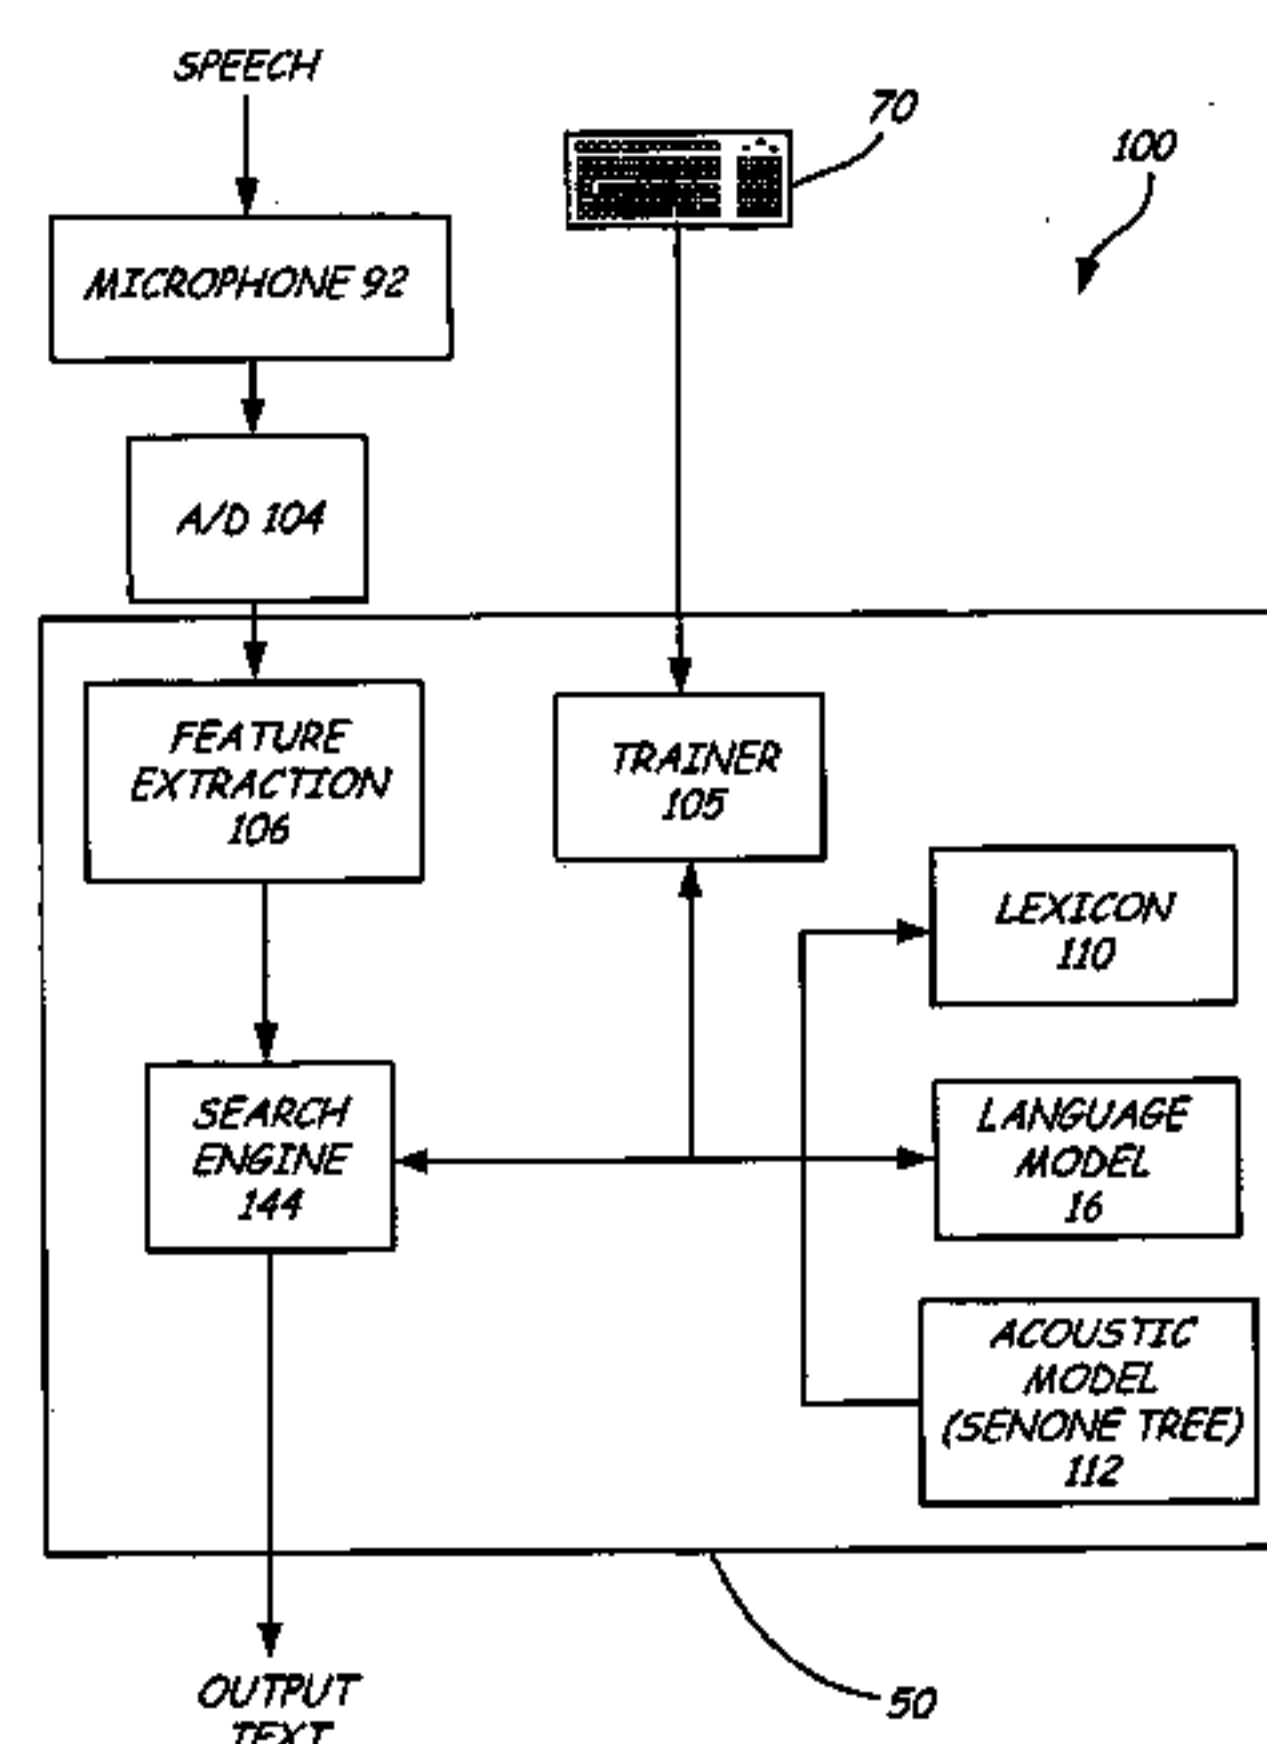 SPEECH
70
100
MICROPHONE 92
A/D 104
FEATURE
EXTRACTION
106
TRAINER
105
LEXICON
110
SEARCH
ENGINE
144
LANGUAGE
MODEL
16
ACOUSTIC
MODEL
(SENONE TREE)
112
50
OUTPUT
TEXT